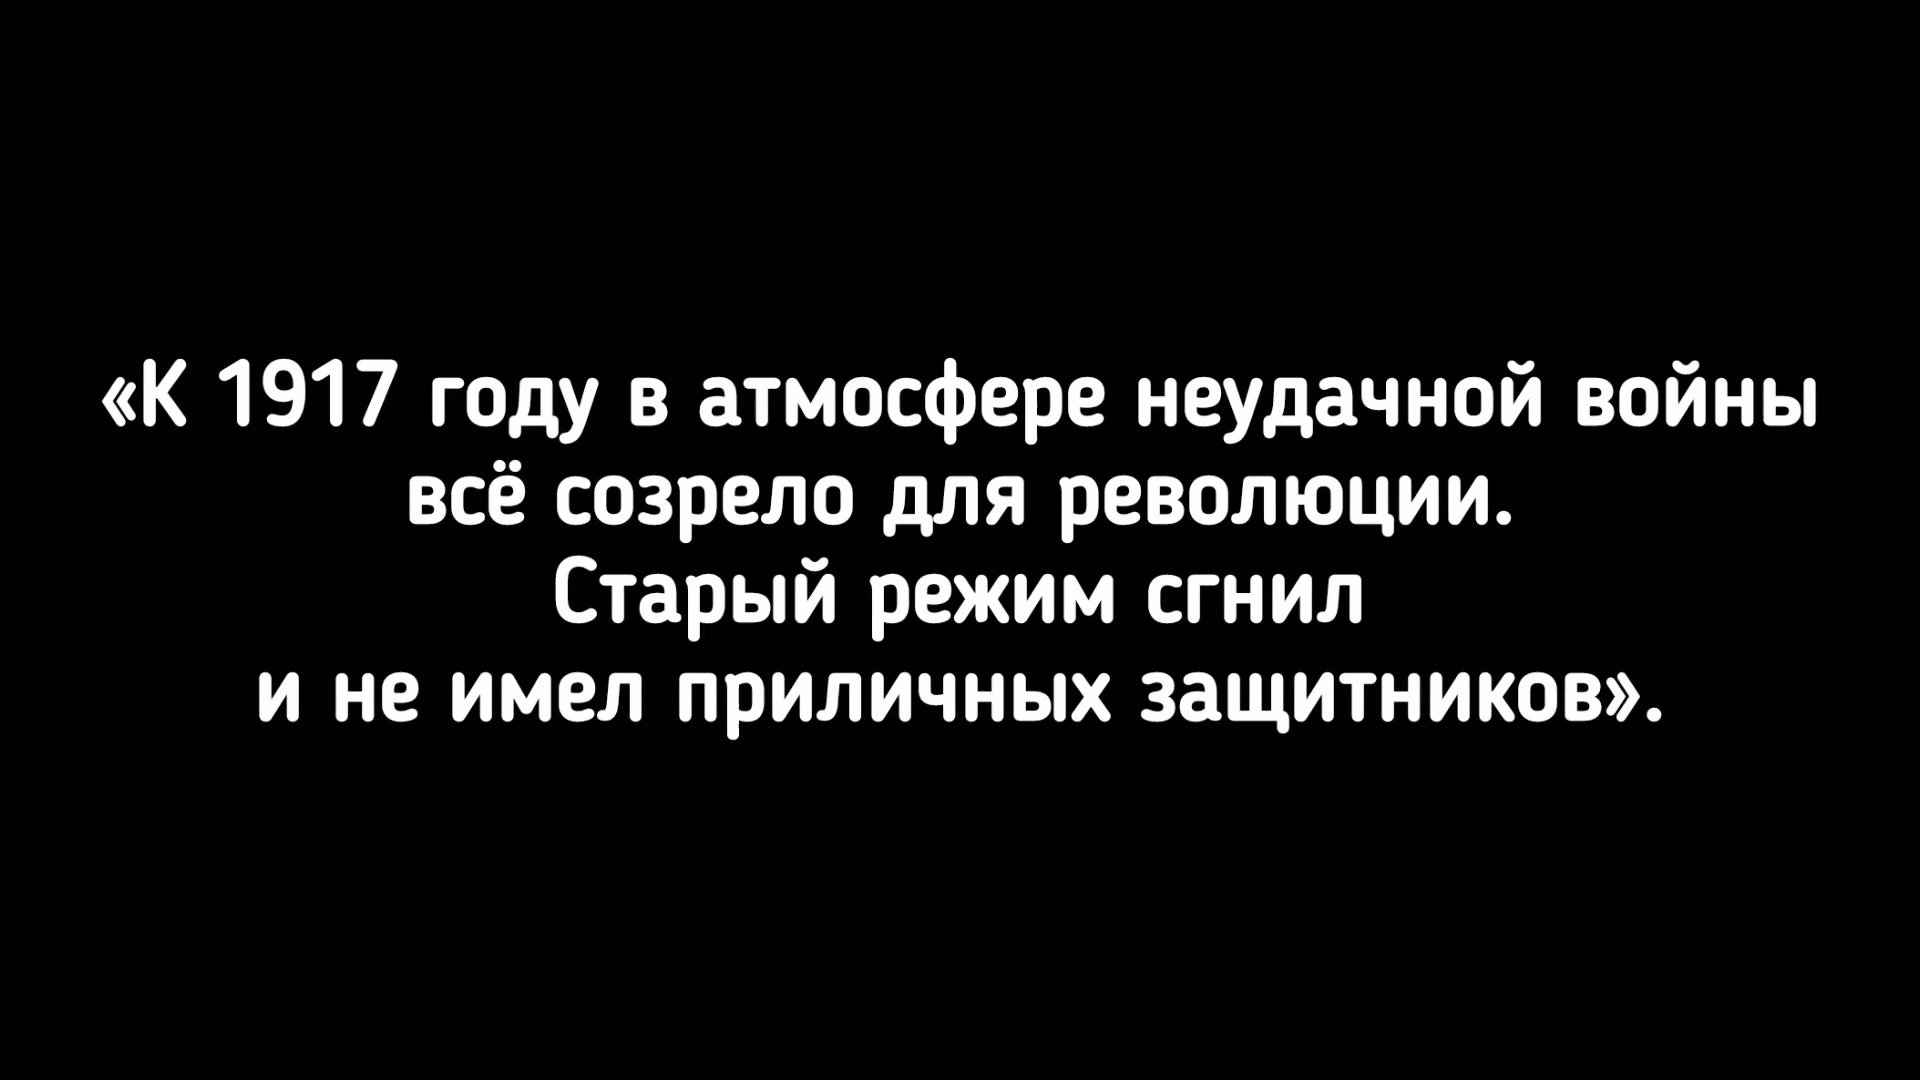 «К 1917 году в атмосфере неудачной войны
всё созрело для революции.
Старый режим сгнил
и не имел приличных защитников».